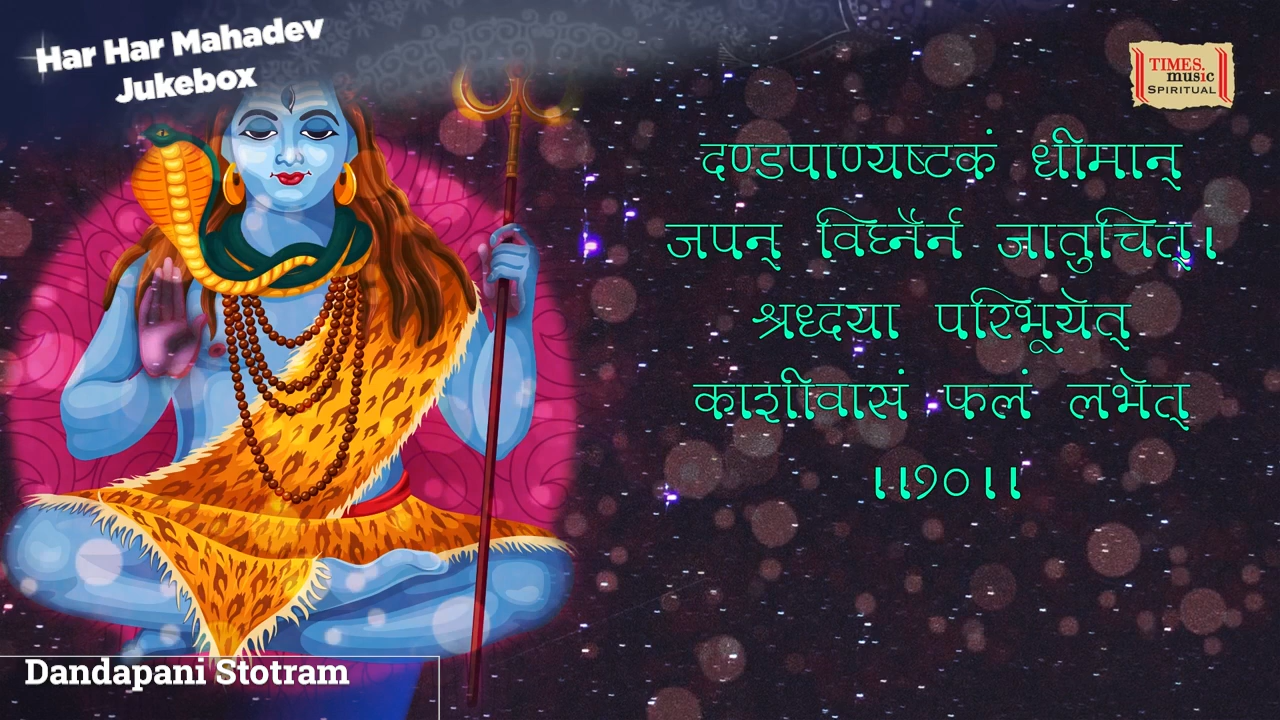 Har Har Mahadev
Jukebox
TIMES.
music
SPIRITUAL
दण्डपाण्यष्टकं धीमान्
जपन् विघ्नैर्न जातुचित्।
श्रध्दया परिभूयेत्
काशीवासं फलं लभेत्
।।१०।।
Dandapani Stotram